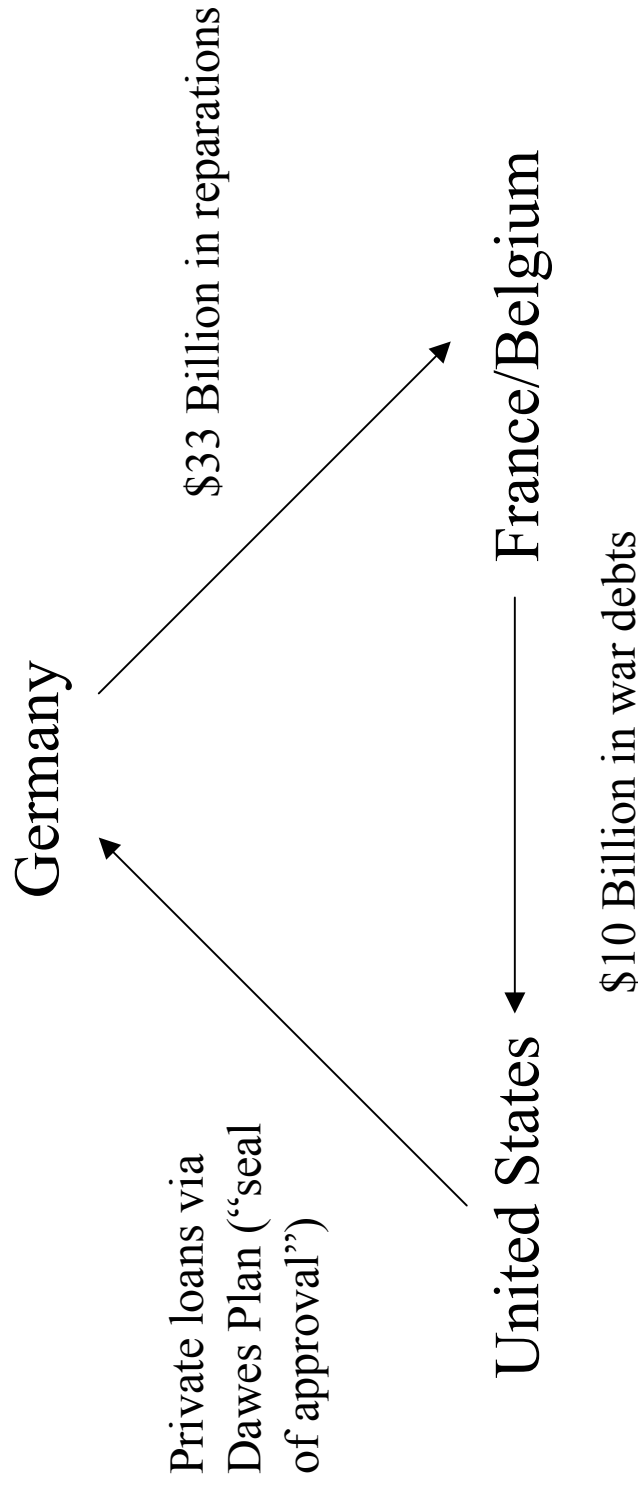 Germany
Private loans via
Dawes Plan (“seal
of approval”)
$33 Billion in reparations
United States
France/Belgium
$10 Billion in war debts